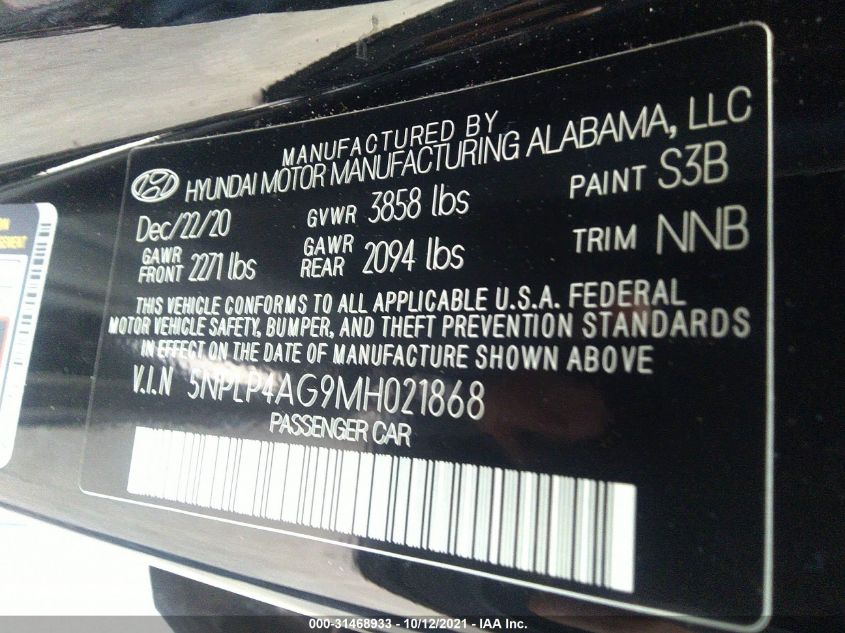 MANUFACTURED BY
HYUNDAI MOTOR MANUFACTURING ALABAMA, LLC
Dec/22/20 GVWR 3858 lbs PAINT S3B
GAWR FRONT 2271 lbs GAWR REAR 2094 lbs TRIM NNB
THIS VEHICLE CONFORMS TO ALL APPLICABLE U.S.A. FEDERAL
MOTOR VEHICLE SAFETY, BUMPER, AND THEFT PREVENTION STANDARDS
IN EFFECT ON THE DATE OF MANUFACTURE SHOWN ABOVE
V.I.N 5NPLP4AG9MH021868
PASSENGER CAR
000-31468933 - 10/12/2021 - IAA Inc.